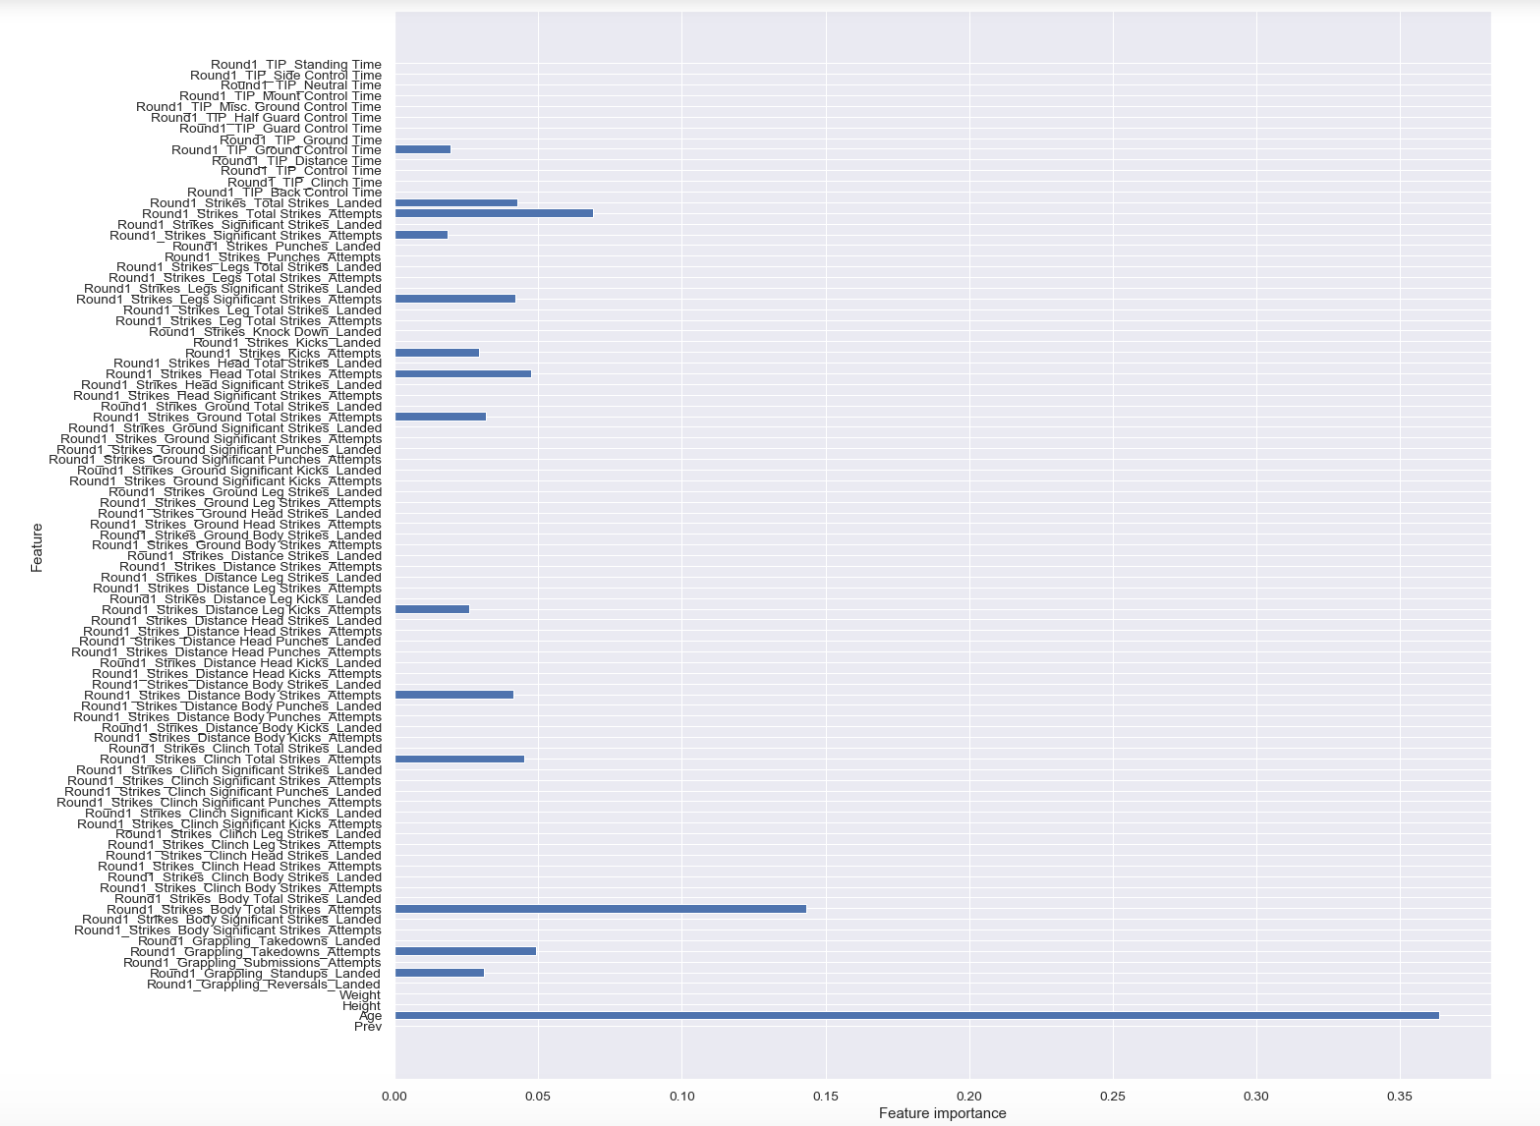 Round1_TIP_Standing Time
Round1_TIP_Side Control Time
Round1_TIP_Neutral Time
Round1_TIP_Mount Control Time
Round1_TIP_Misc. Ground Control Time
Round1_TIP_Half Guard Control Time
Round1_TIP_Guard Control Time
Round1_TIP_Ground Time
Round1_TIP_Ground Control Time
Round1_TIP_Distance Time
Round1_TIP_Control Time
Round1_TIP_Clinch Time
Round1_TIP_Back Control Time
Round1_Strikes_Total Strikes_Landed
Round1_Strikes_Total Strikes_Attempts
Round1_Strikes_Significant Strikes_Landed
Round1_Strikes_Significant Strikes_Attempts
Round1_Strikes_Punches_Landed
Round1_Strikes_Punches_Attempts
Round1_Strikes_Legs Total Strikes_Landed
Round1_Strikes_Legs Total Strikes_Attempts
Round1_Strikes_Legs Significant Strikes_Landed
Round1_Strikes_Legs Significant Strikes_Attempts
Round1_Strikes_Leg Total Strikes_Landed
Round1_Strikes_Leg Total Strikes_Attempts
Round1_Strikes_Knock Down_Landed
Round1_Strikes_Kicks_Landed
Round1_Strikes_Kicks_Attempts
Round1_Strikes_Head Total Strikes_Landed
Round1_Strikes_Head Total Strikes_Attempts
Round1_Strikes_Head Significant Strikes_Landed
Round1_Strikes_Head Significant Strikes_Attempts
Round1_Strikes_Ground Total Strikes_Landed
Round1_Strikes_Ground Total Strikes_Attempts
Round1_Strikes_Ground Significant Strikes_Landed
Round1_Strikes_Ground Significant Strikes_Attempts
Round1_Strikes_Ground Significant Punches_Landed
Round1_Strikes_Ground Significant Punches_Attempts
Round1_Strikes_Ground Significant Kicks_Landed
Round1_Strikes_Ground Significant Kicks_Attempts
Round1_Strikes_Ground Leg Strikes_Landed
Round1_Strikes_Ground Leg Strikes_Attempts
Round1_Strikes_Ground Head Strikes_Landed
Round1_Strikes_Ground Head Strikes_Attempts
Round1_Strikes_Ground Body Strikes_Landed
Round1_Strikes_Ground Body Strikes_Attempts
Round1_Strikes_Distance Strikes_Landed
Round1_Strikes_Distance Strikes_Attempts
Round1_Strikes_Distance Leg Strikes_Landed
Round1_Strikes_Distance Leg Strikes_Attempts
Round1_Strikes_Distance Leg Kicks_Landed
Round1_Strikes_Distance Leg Kicks_Attempts
Round1_Strikes_Distance Head Strikes_Landed
Round1_Strikes_Distance Head Strikes_Attempts
Round1_Strikes_Distance Head Punches_Landed
Round1_Strikes_Distance Head Punches_Attempts
Round1_Strikes_Distance Head Kicks_Landed
Round1_Strikes_Distance Head Kicks_Attempts
Round1_Strikes_Distance Body Strikes_Landed
Round1_Strikes_Distance Body Strikes_Attempts
Round1_Strikes_Distance Body Punches_Landed
Round1_Strikes_Distance Body Punches_Attempts
Round1_Strikes_Distance Body Kicks_Landed
Round1_Strikes_Distance Body Kicks_Attempts
Round1_Strikes_Clinch Total Strikes_Landed
Round1_Strikes_Clinch Total Strikes_Attempts
Round1_Strikes_Clinch Significant Strikes_Landed
Round1_Strikes_Clinch Significant Strikes_Attempts
Round1_Strikes_Clinch Significant Punches_Landed
Round1_Strikes_Clinch Significant Punches_Attempts
Round1_Strikes_Clinch Significant Kicks_Landed
Round1_Strikes_Clinch Significant Kicks_Attempts
Round1_Strikes_Clinch Leg Strikes_Landed
Round1_Strikes_Clinch Leg Strikes_Attempts
Round1_Strikes_Clinch Head Strikes_Landed
Round1_Strikes_Clinch Head Strikes_Attempts
Round1_Strikes_Clinch Body Strikes_Landed
Round1_Strikes_Clinch Body Strikes_Attempts
Round1_Strikes_Body Total Strikes_Landed
Round1_Strikes_Body Total Strikes_Attempts
Round1_Strikes_Body Significant Strikes_Landed
Round1_Strikes_Body Significant Strikes_Attempts
Round1_Grappling_Takedowns_Landed
Round1_Grappling_Takedowns_Attempts
Round1_Grappling_Submissions_Attempts
Round1_Grappling_Standups_Landed
Round1_Grappling_Reversals_Landed
Weight
Height
Age
Prev
Feature
0.00 0.05 0.10 0.15 0.20 0.25 0.30 0.35
Feature importance